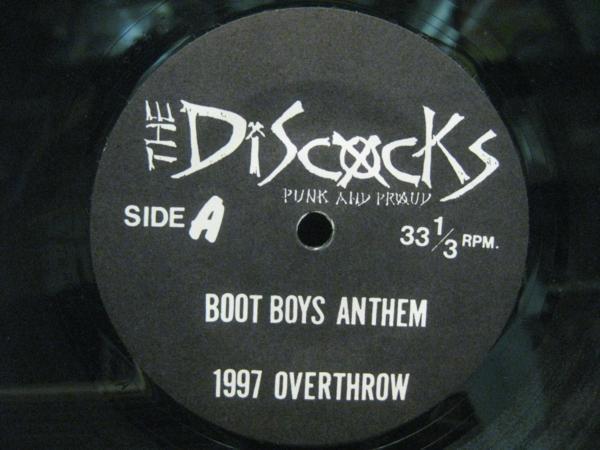 THE DiSCOCKS
PUNK AND PROUD
SIDE A
33 1/3 RPM.
BOOT BOYS ANTHEM
1997 OVERTHROW